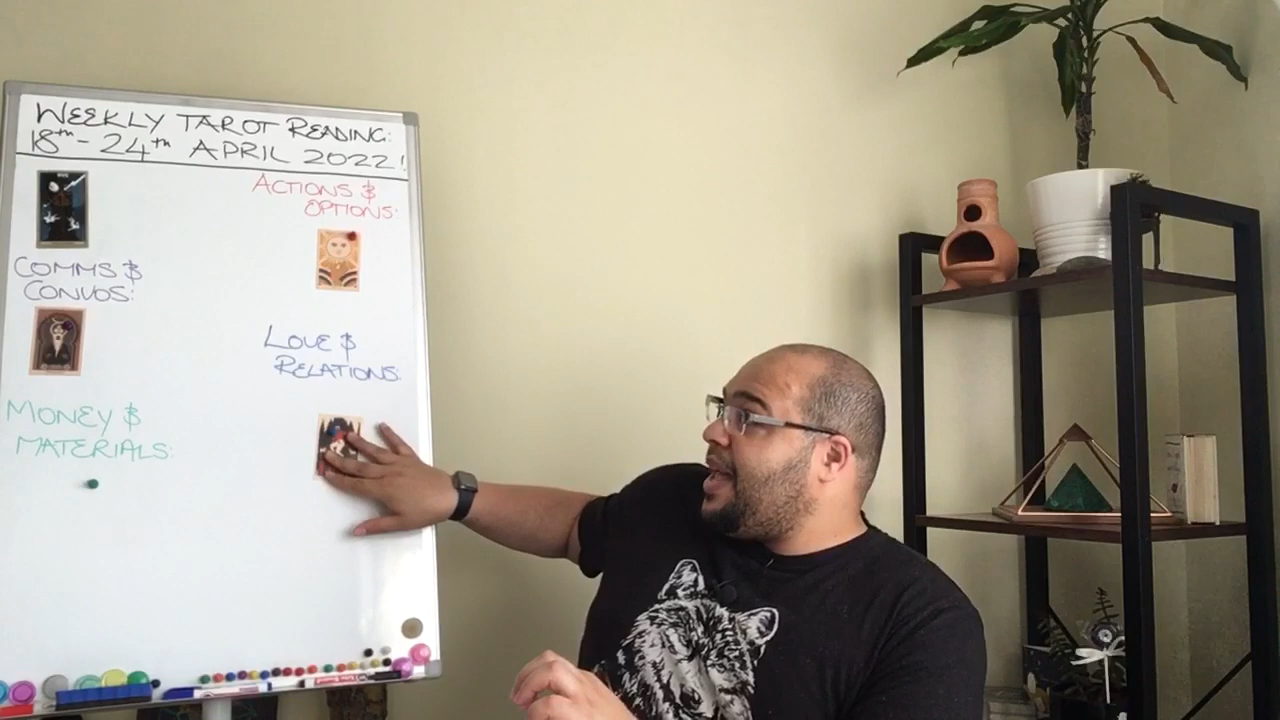 WEEKLY TAROT READING:
18th - 24th APRIL 2022!
ACTIONS &
OPTIONS:
COMMS &
CONVOS:
LOVE &
RELATIONS:
MONEY &
MATERIALS: